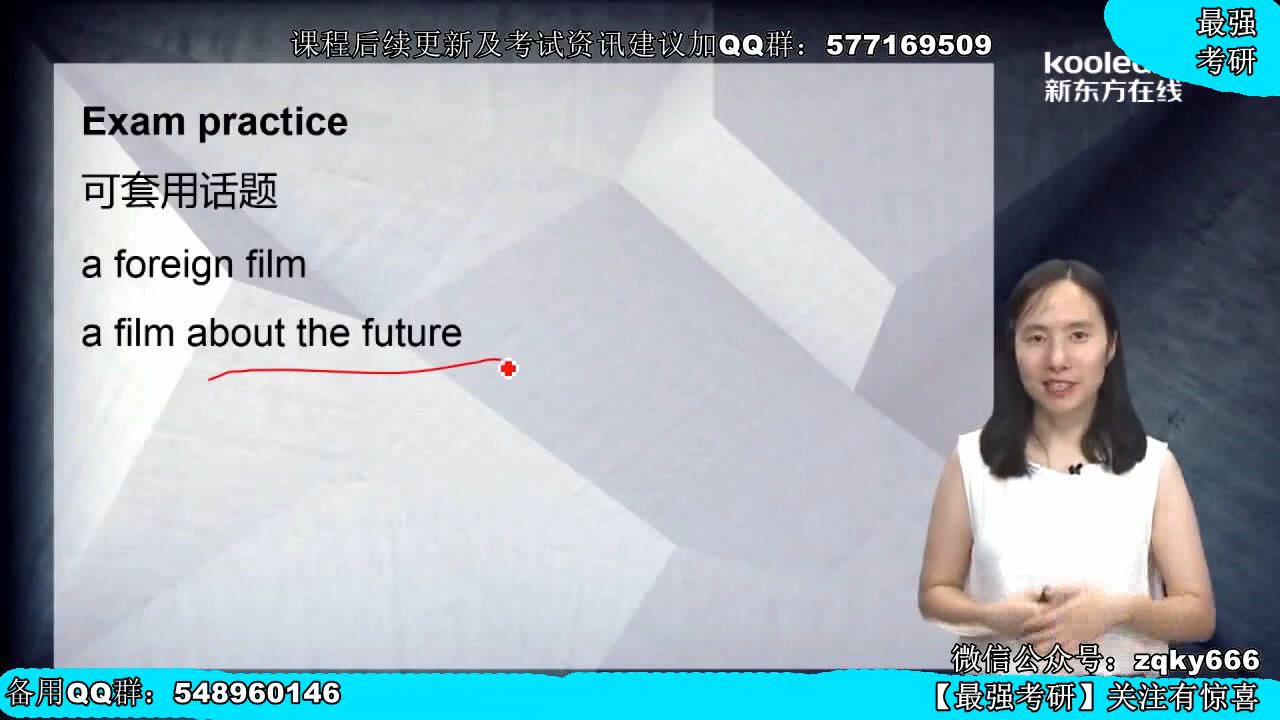 课程后续更新及考试资讯建议加QQ群：577169509
最强
考研
新东方在线
Exam practice
可套用话题
a foreign film
a film about the future
微信公众号：zqky666
备用QQ群：548960146
【最强考研】关注有惊喜